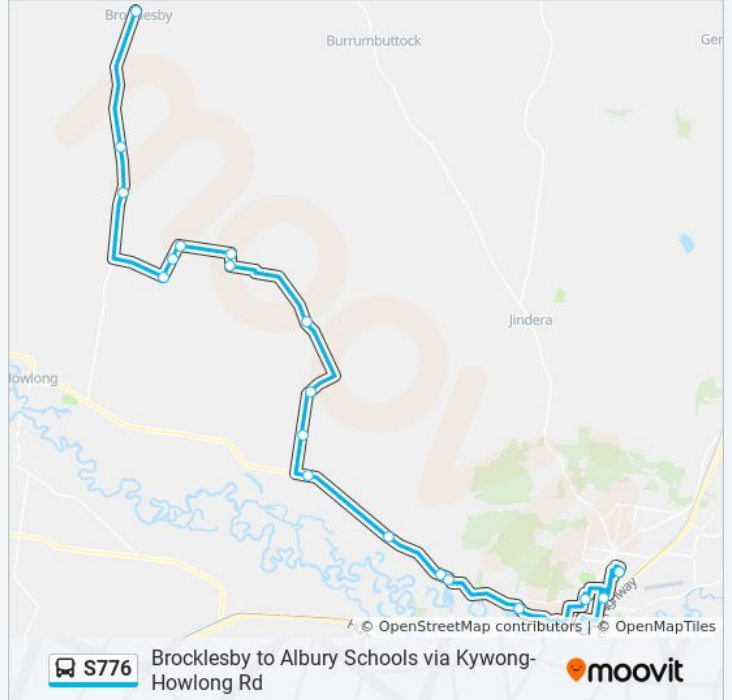 Brocklesby
Burrumbuttock
Ger
Jindera
Howlong
© OpenStreetMap contributors | © OpenMapTiles
S776
Brocklesby to Albury Schools via Kywong-
Howlong Rd
moovit